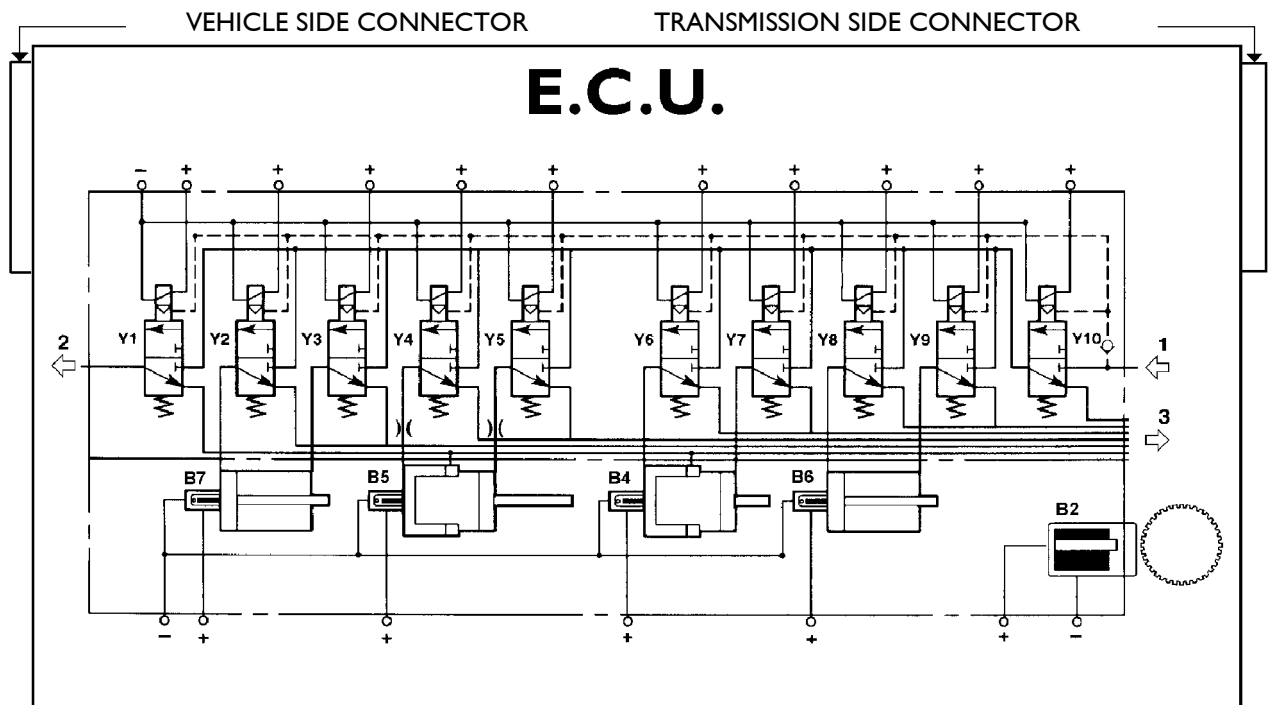 VEHICLE SIDE CONNECTOR TRANSMISSION SIDE CONNECTOR
E.C.U.
- + + + + + + + + + +
Y1 Y2 Y3 Y4 Y5 Y6 Y7 Y8 Y9 Y10
2 1
3
B7 B5 B4 B6
B2
- + + + + + -